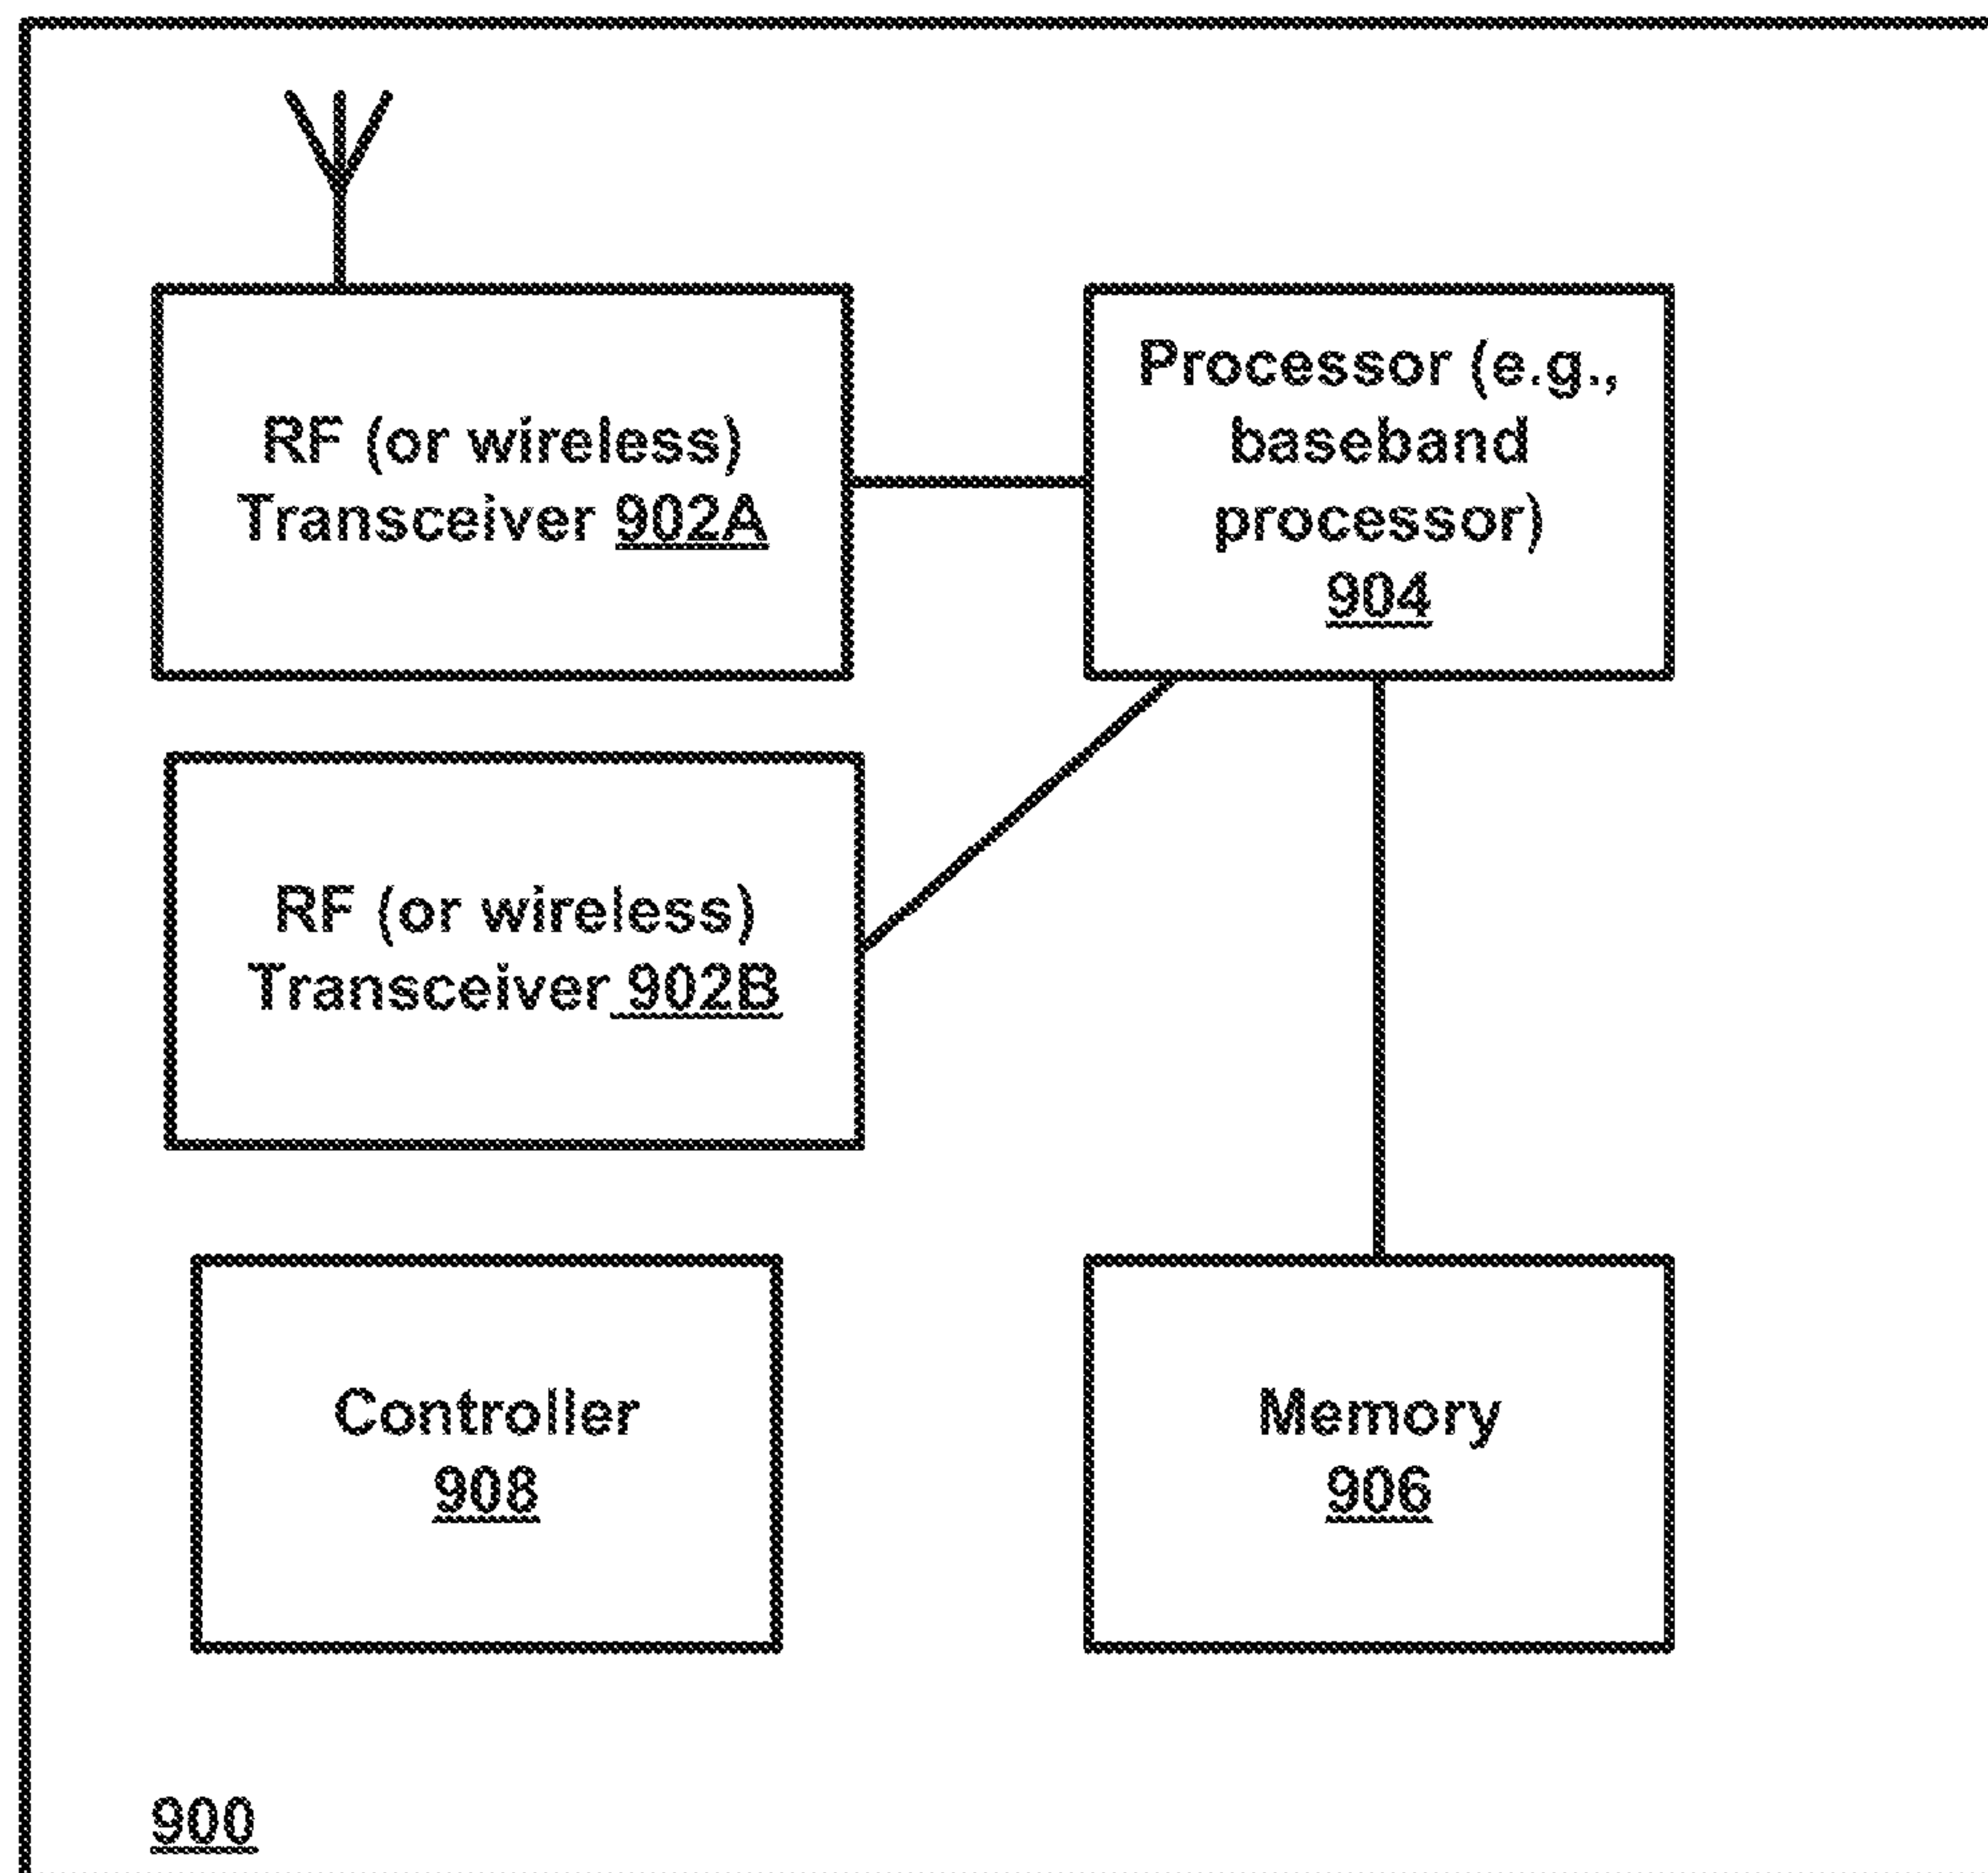 RF (or wireless)
Transceiver 902A
Processor (e.g.,
baseband
processor)
904
RF (or wireless)
Transceiver 902B
Controller
908
Memory
906
900